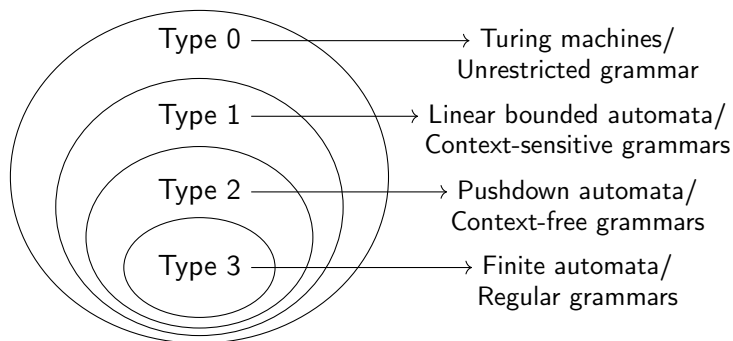 Type 0
Turing machines/
Unrestricted grammar
Type 1
Linear bounded automata/
Context-sensitive grammars
Type 2
Pushdown automata/
Context-free grammars
Type 3
Finite automata/
Regular grammars